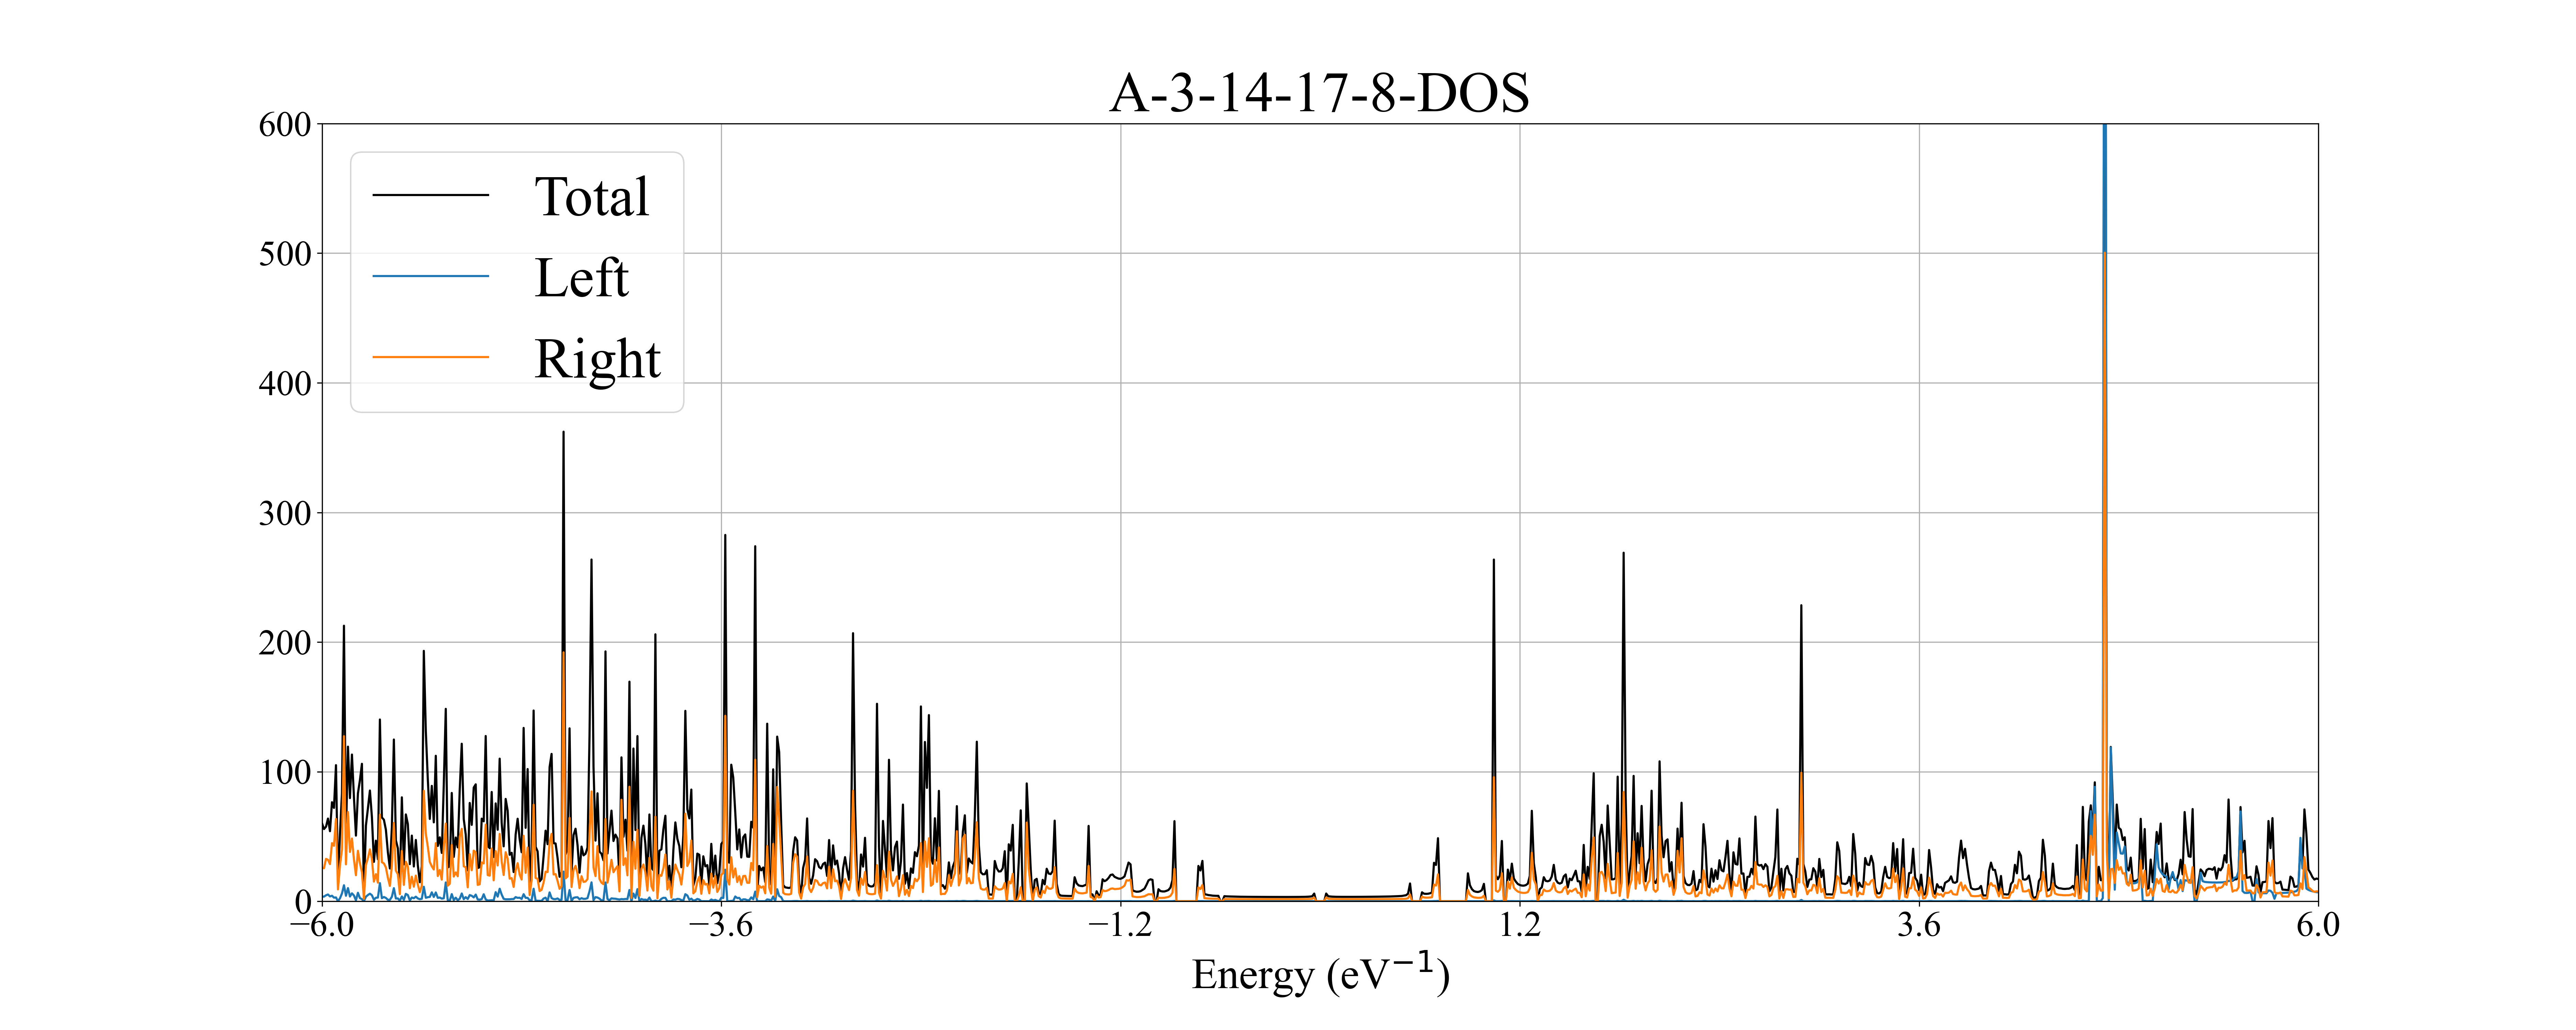 A-3-14-17-8-DOS
600
500
400
300
200
100
0
Total
Left
Right
−6.0
−3.6
−1.2
1.2
3.6
6.0
Energy (eV⁻¹)